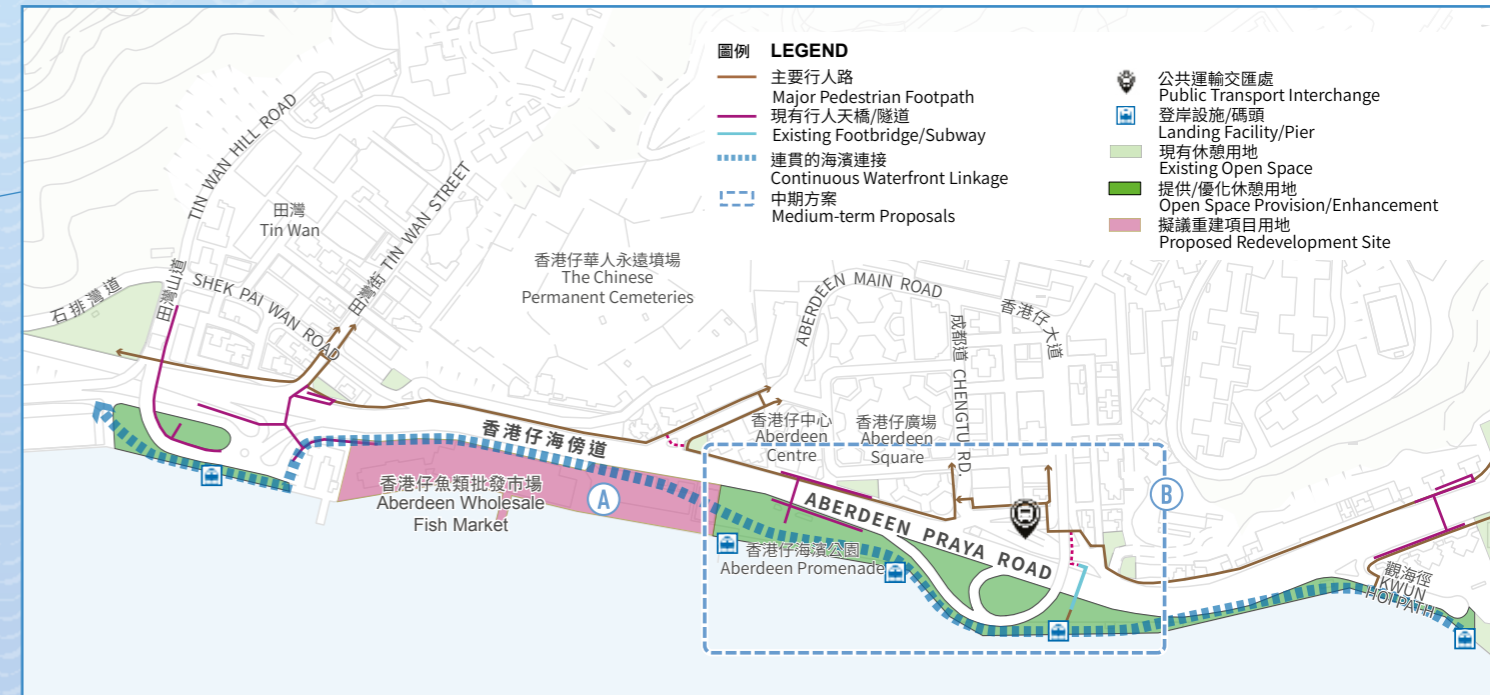 圖例 LEGEND
主要行人路
Major Pedestrian Footpath
現有行人天橋/隧道
Existing Footbridge/Subway
連貫的海濱連接
Continuous Waterfront Linkage
中期方案
Medium-term Proposals
公共運輸交匯處
Public Transport Interchange
登岸設施/碼頭
Landing Facility/Pier
現有休憩用地
Existing Open Space
提供/優化休憩用地
Open Space Provision/Enhancement
擬議重建項目用地
Proposed Redevelopment Site
TIN WAN HILL ROAD
田灣山道
田灣
Tin Wan
田灣街 TIN WAN STREET
石排灣道
SHEK PAI WAN ROAD
香港仔華人永遠墳場
The Chinese
Permanent Cemeteries
ABERDEEN MAIN ROAD
香港仔大道
成都道 CHENGTU RD.
香港仔中心
Aberdeen
Centre
香港仔廣場
Aberdeen
Square
香港仔海傍道
ABERDEEN PRAYA ROAD
香港仔魚類批發市場
Aberdeen Wholesale
Fish Market
A
B
香港仔海濱公園
Aberdeen Promenade
觀海徑
KWUN
HOI PATH